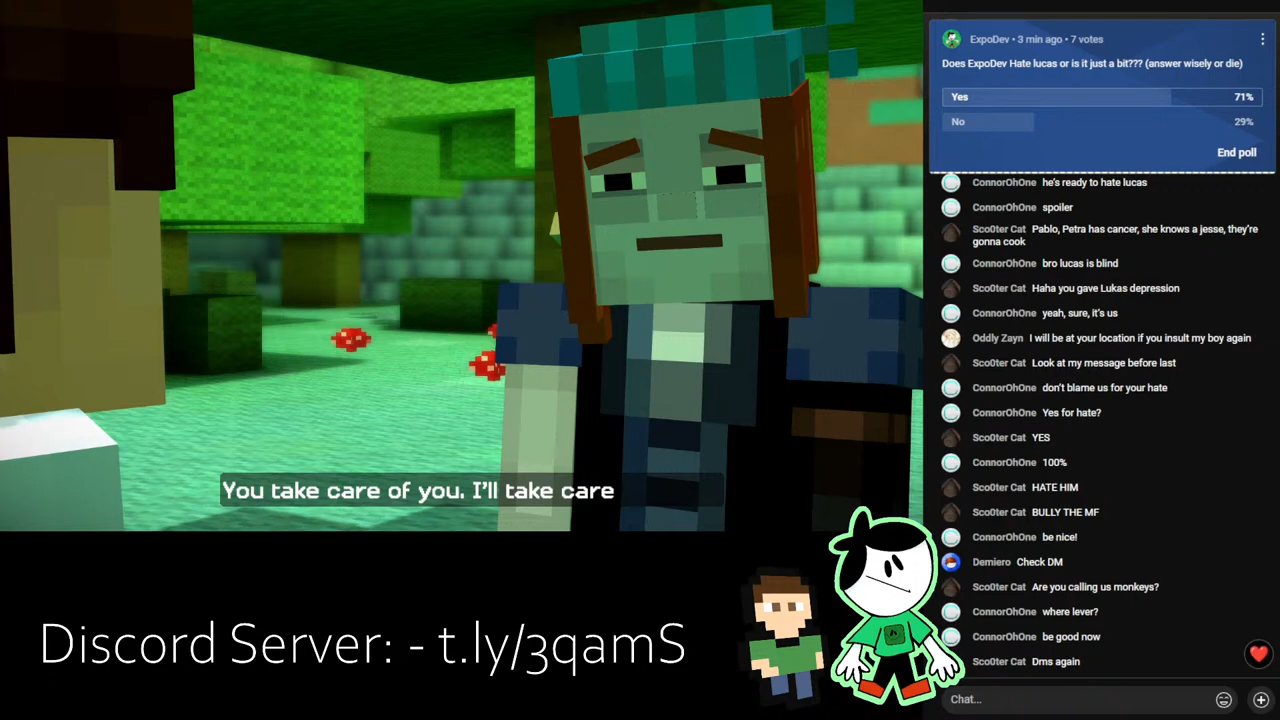 You take care of you. I'll take care
Discord Server: - t.ly/3qamS
ExpoDev • 3 min ago • 7 votes
Does ExpoDev Hate lucas or is it just a bit??? (answer wisely or die)
Yes 71%
No 29%
End poll
ConnorOhOne he's ready to hate lucas
ConnorOhOne spoiler
Sco0ter Cat Pablo, Petra has cancer, she knows a jesse, they're
gonna cook
ConnorOhOne bro lucas is blind
Sco0ter Cat Haha you gave Lukas depression
ConnorOhOne yeah, sure, it's us
Oddly Zayn I will be at your location if you insult my boy again
Sco0ter Cat Look at my message before last
ConnorOhOne don't blame us for your hate
ConnorOhOne Yes for hate?
Sco0ter Cat YES
ConnorOhOne 100%
Sco0ter Cat HATE HIM
Sco0ter Cat BULLY THE MF
ConnorOhOne be nice!
Demiero Check DM
Sco0ter Cat Are you calling us monkeys?
ConnorOhOne where lever?
ConnorOhOne be good now
Sco0ter Cat Dms again
Chat...